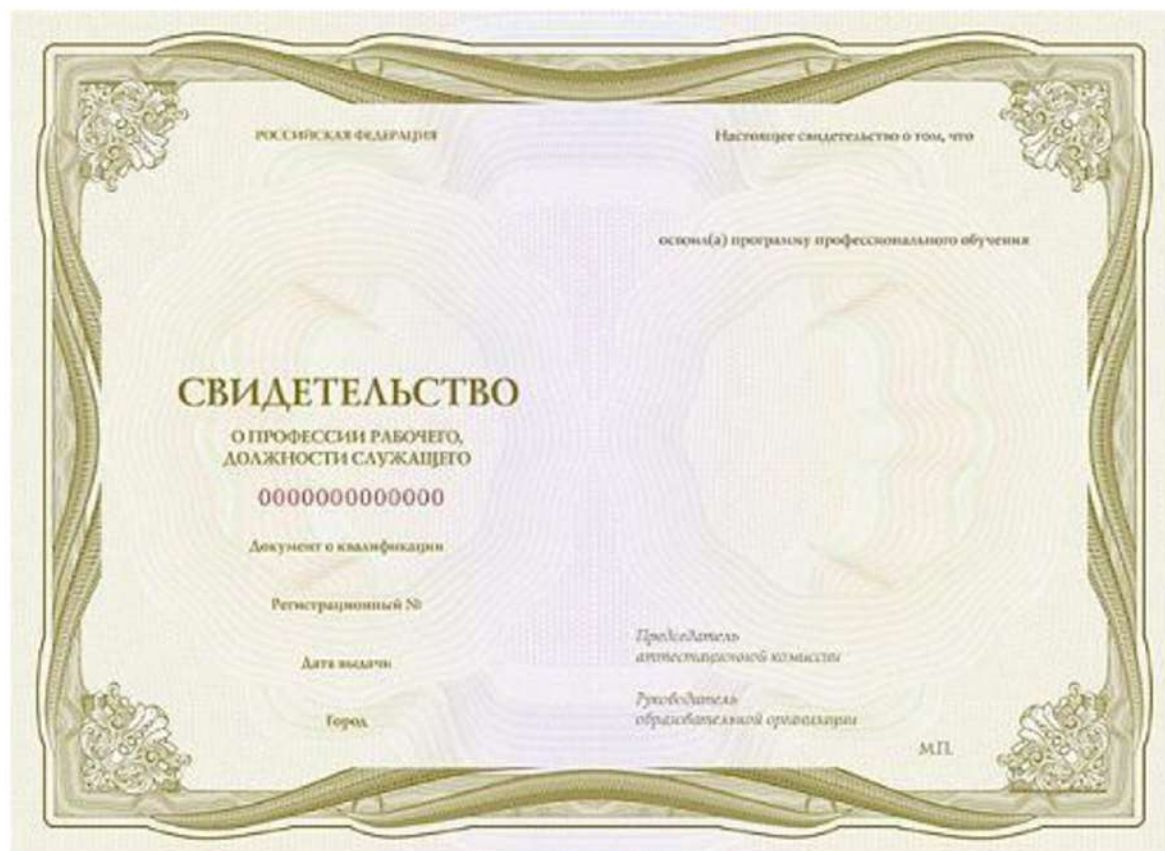 РОССИЙСКАЯ ФЕДЕРАЦИЯ
СВИДЕТЕЛЬСТВО
О ПРОФЕССИИ РАБОЧЕГО,
ДОЛЖНОСТИ СЛУЖАЩЕГО
0000000000000
Документ о квалификации
Регистрационный №
Дата выдачи
Город
Настоящее свидетельство о том, что
освоил(а) программу профессионального обучения
Председатель
аттестационной комиссии
Руководитель
образовательной организации
М.П.